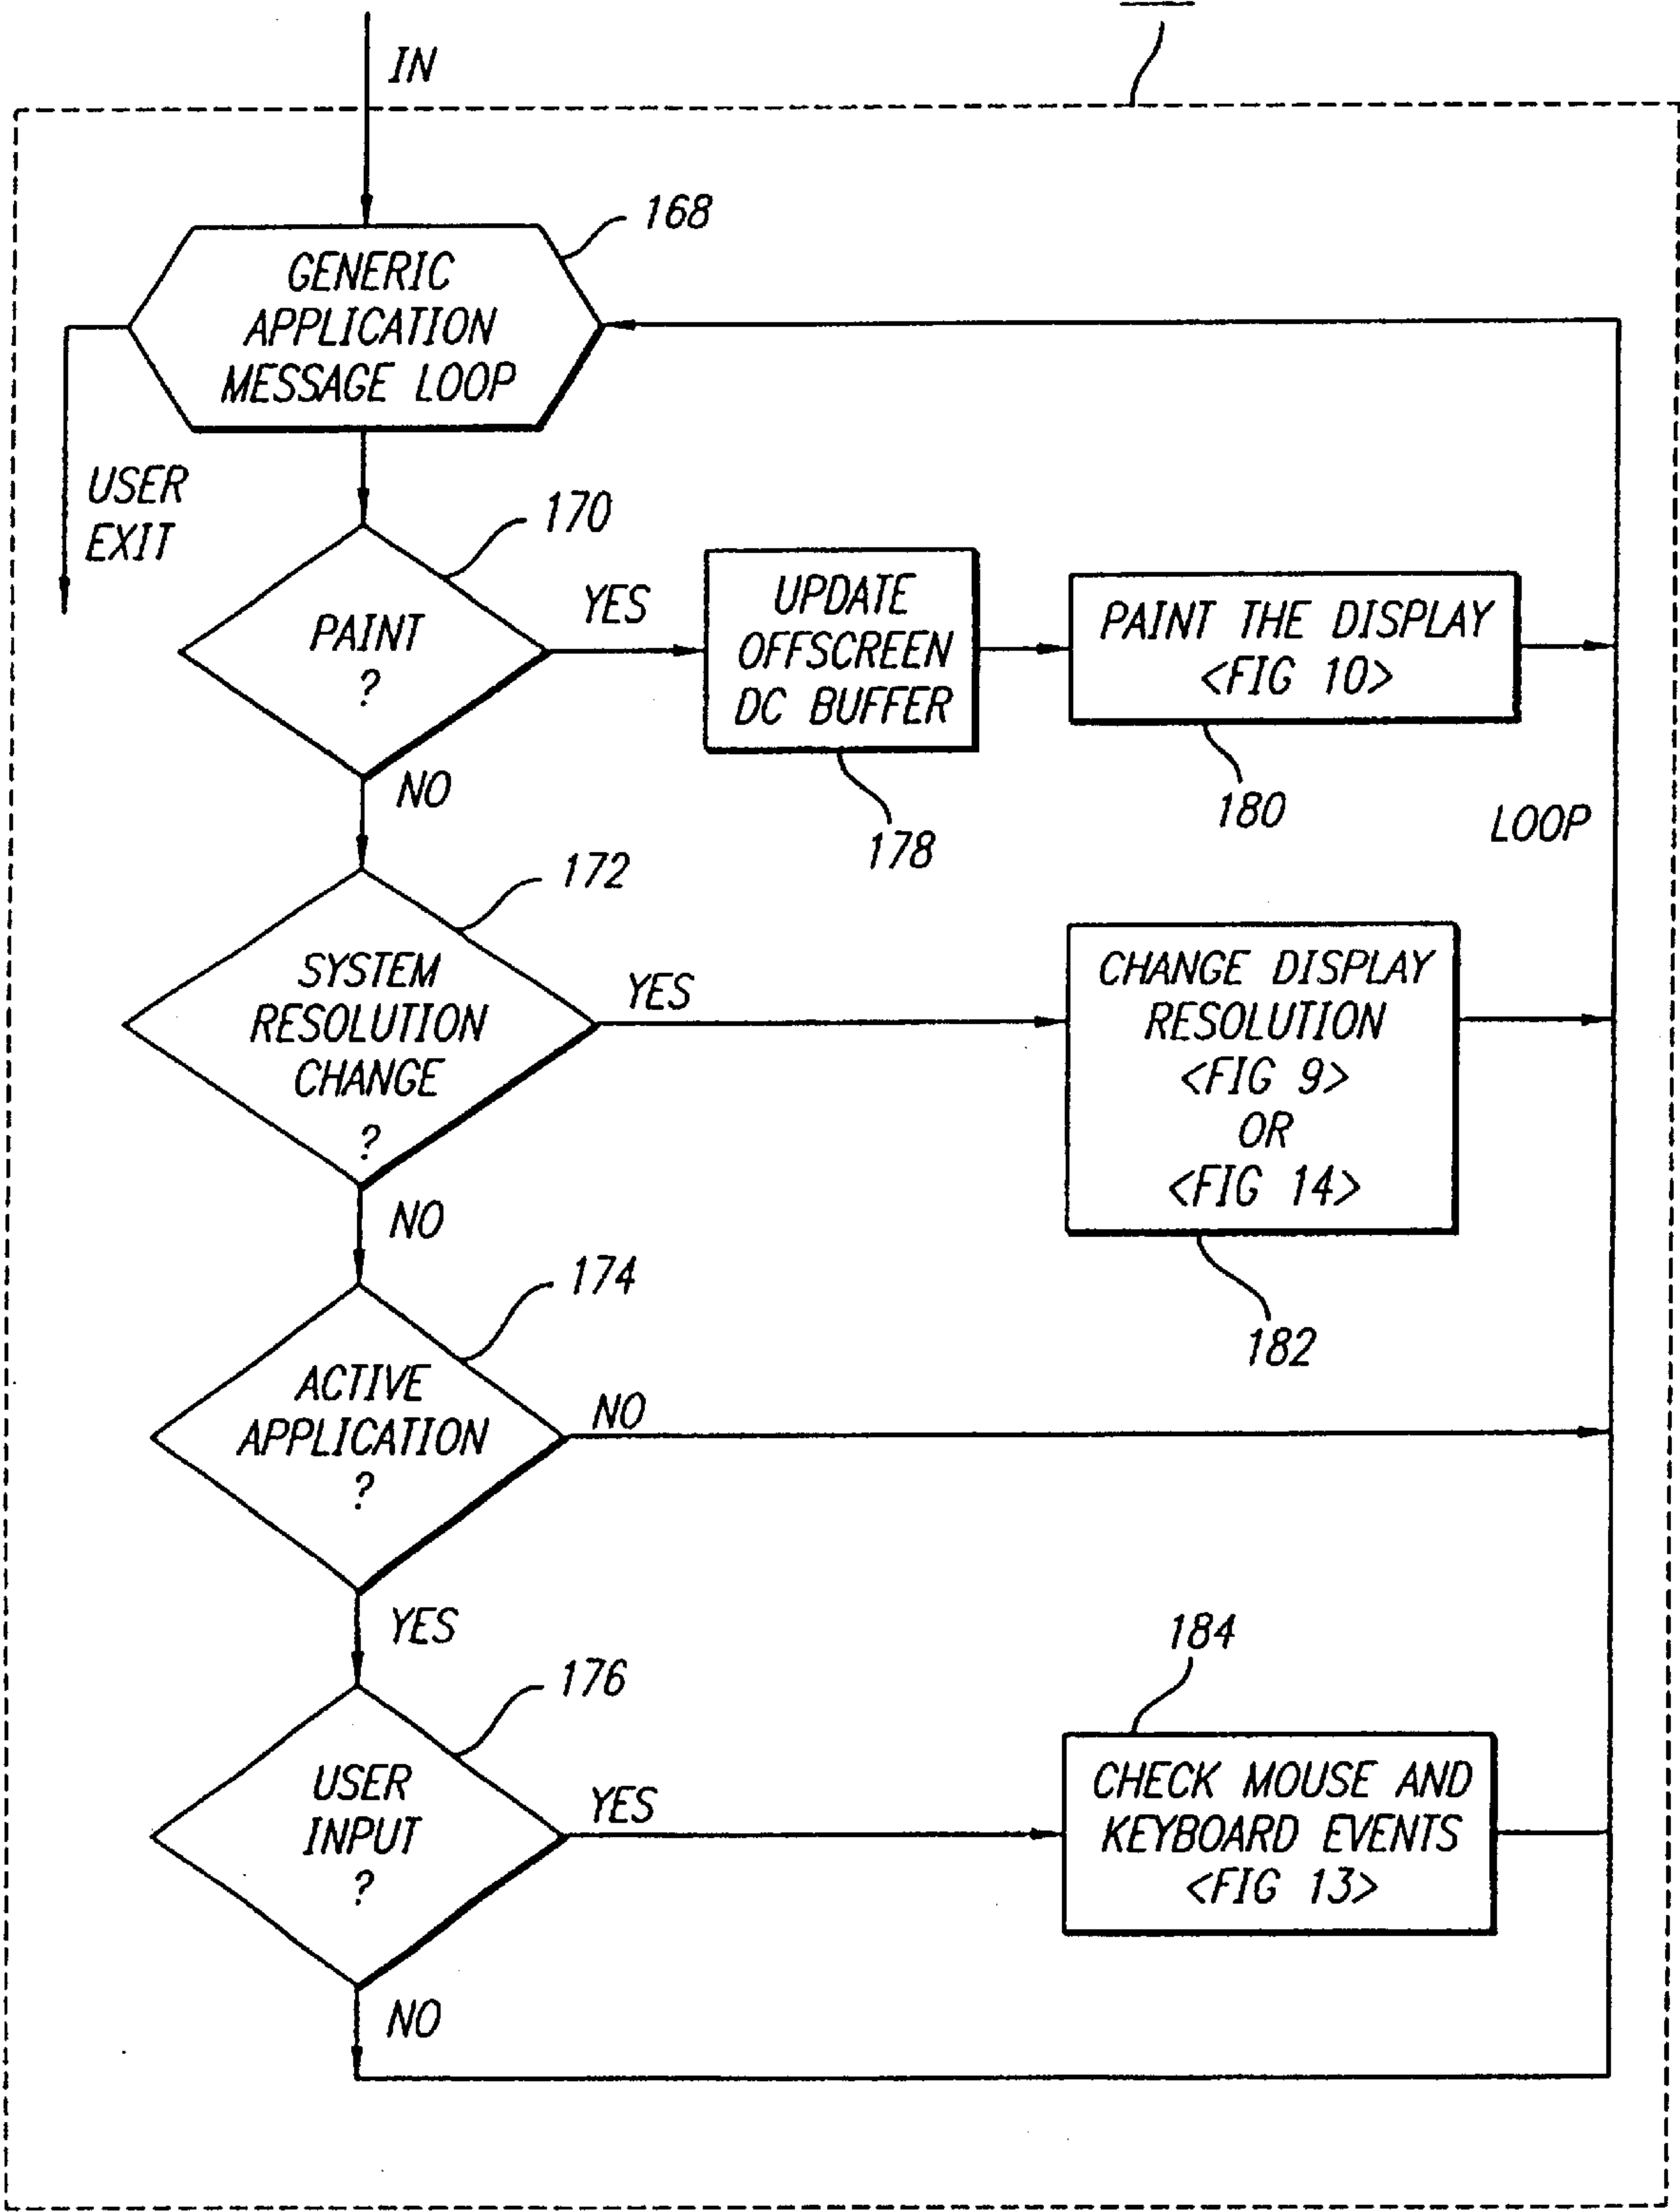 IN
168
GENERIC
APPLICATION
MESSAGE LOOP
USER
EXIT
170
PAINT
?
YES
UPDATE
OFFSCREEN
DC BUFFER
178
PAINT THE DISPLAY
<FIG 10>
180
LOOP
NO
172
SYSTEM
RESOLUTION
CHANGE
?
YES
CHANGE DISPLAY
RESOLUTION
<FIG 9>
OR
<FIG 14>
182
NO
174
ACTIVE
APPLICATION
?
NO
YES
176
USER
INPUT
?
YES
184
CHECK MOUSE AND
KEYBOARD EVENTS
<FIG 13>
NO